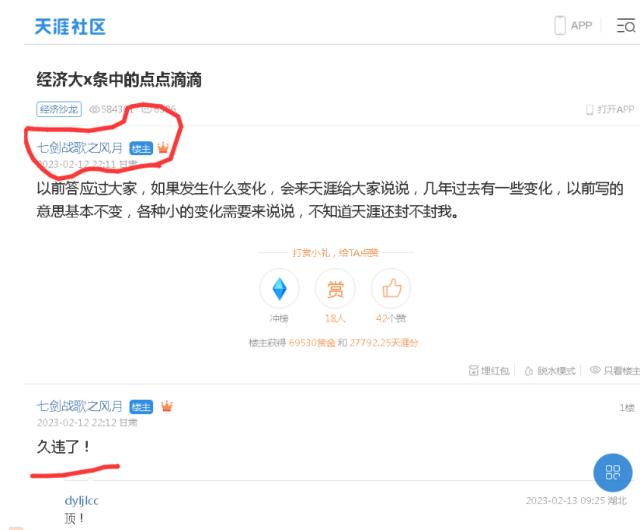 天涯社区
APP
经济大x条中的点点滴滴
经济沙龙
打开APP
七剑战歌之风月 楼主
2023-02-12 22:11 甘肃
以前答应过大家，如果发生什么变化，会来天涯给大家说说，几年过去有一些变化，以前写的
意思基本不变，各种小的变化需要来说说，不知道天涯还封不封我。
打赏小礼，给TA点赞
赏
冲榜 18人 42个赞
楼主获得 69530赏金 和 27792.25天涯分
埋红包 脱水模式 只看楼主
七剑战歌之风月 楼主
1楼
2023-02-12 22:12 甘肃
久违了！
dyljlcc
2023-02-13 09:25 湖北
顶！